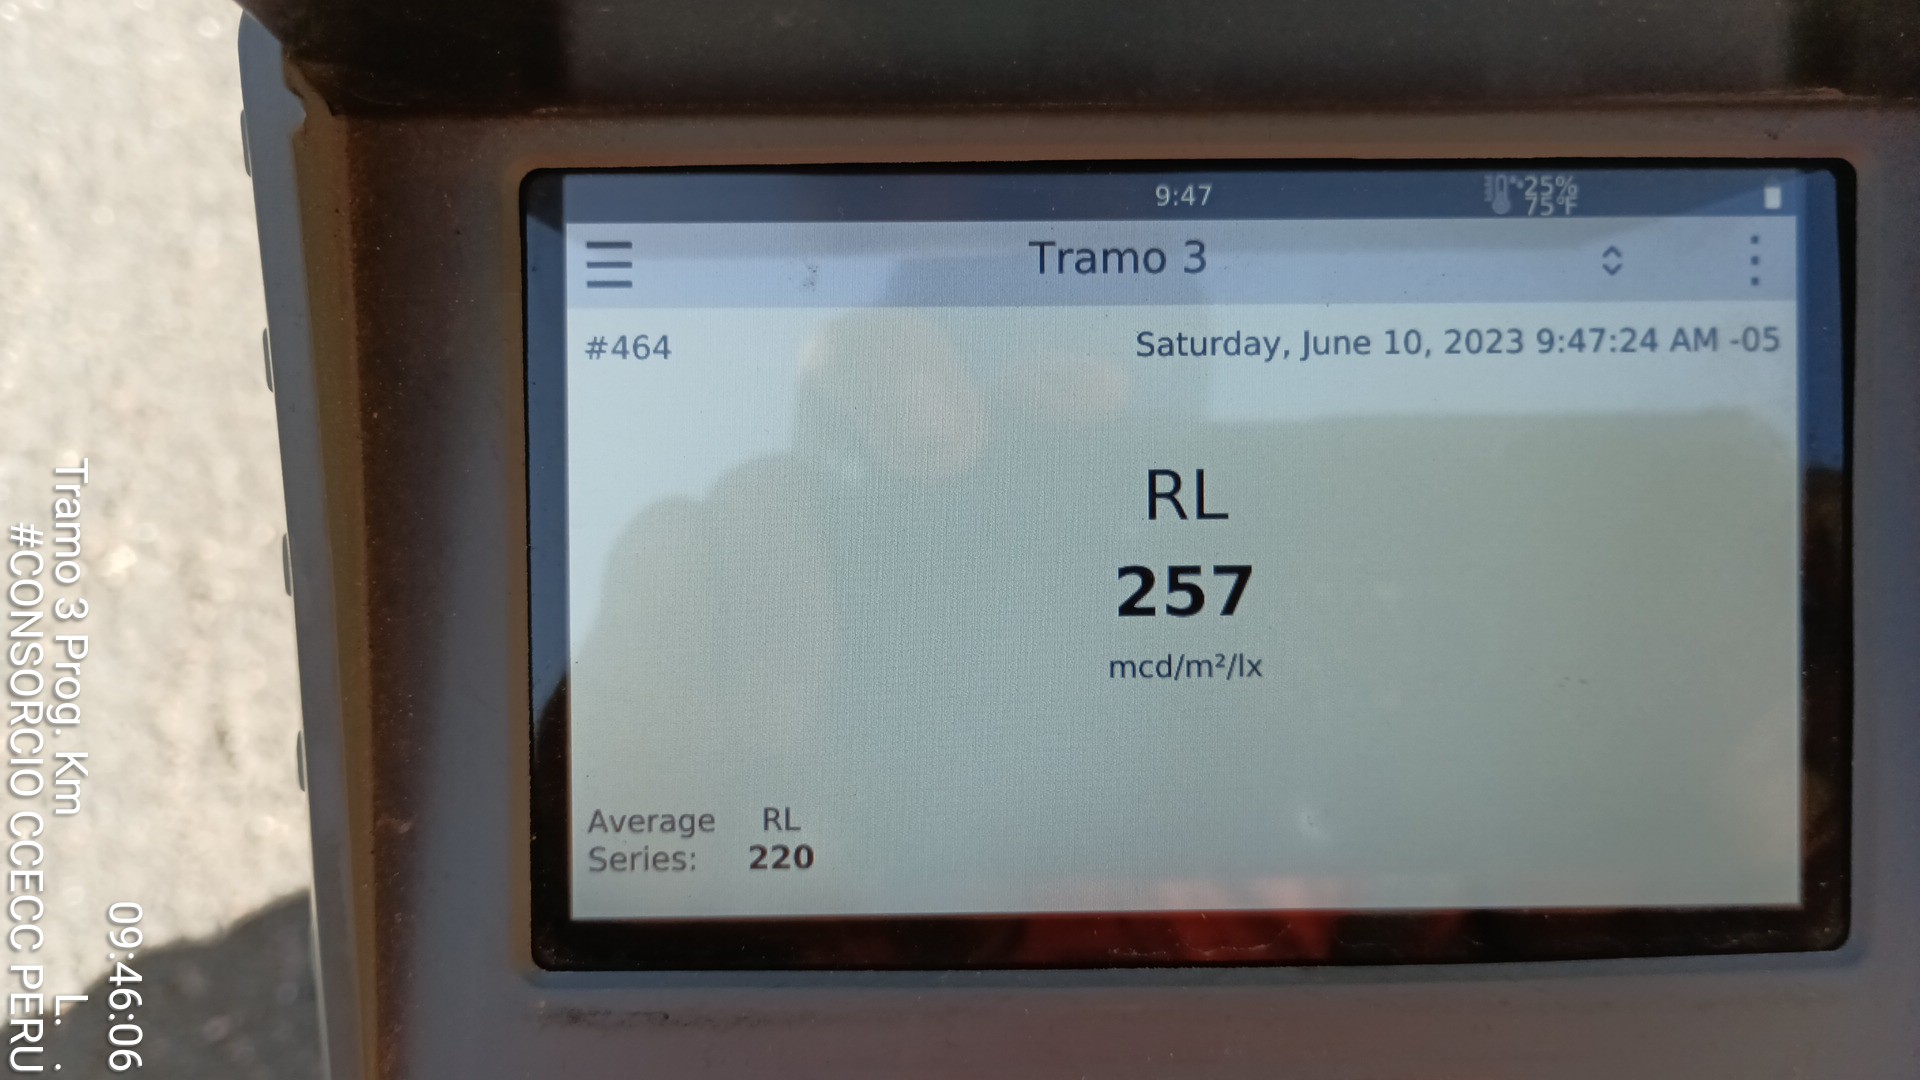 9:47
25%
75°F
Tramo 3
#464
Saturday, June 10, 2023 9:47:24 AM -05
RL
257
mcd/m²/lx
Average RL
Series: 220
09:46:06
Tramo 3 Prog. Km L. .
#CONSORCIO CCECC PERU